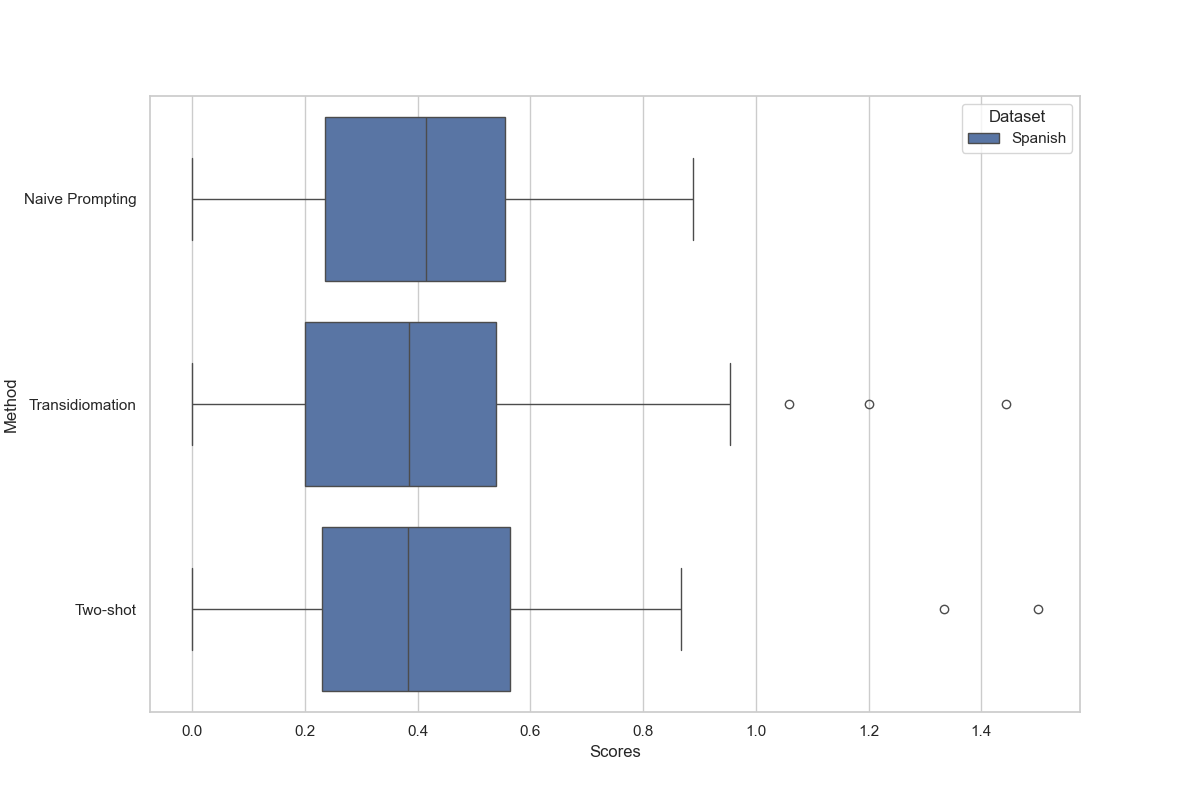 Dataset
Spanish
Naive Prompting
Transidiomation
Two-shot
Method
0.0 0.2 0.4 0.6 0.8 1.0 1.2 1.4
Scores